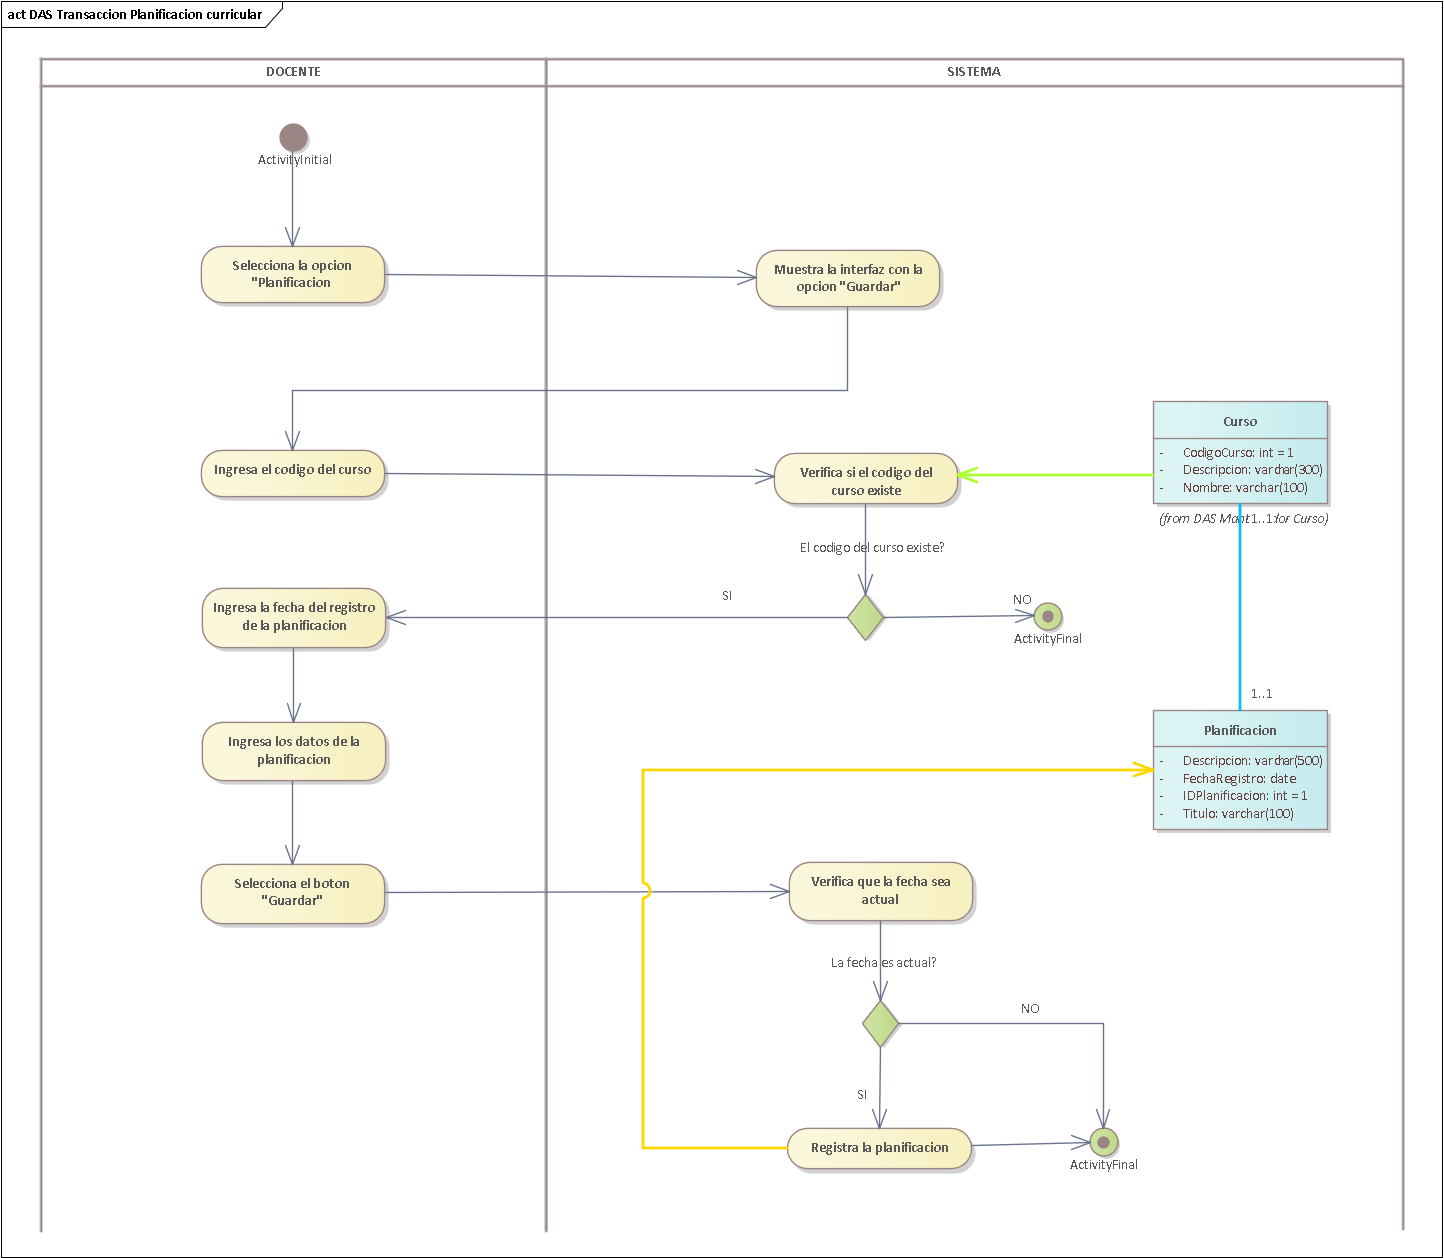 act DAS Transaccion Planificacion curricular
DOCENTE
SISTEMA
ActivityInitial
Selecciona la opcion
"Planificacion
Muestra la interfaz con la
opcion "Guardar"
Ingresa el codigo del curso
Verifica si el codigo del
curso existe
Curso
- CodigoCurso: int = 1
- Descripcion: varchar(300)
- Nombre: varchar(100)
(from DAS Mant
1..1
dor Curso)
El codigo del curso existe?
SI
NO
ActivityFinal
Ingresa la fecha del registro
de la planificacion
1..1
Planificacion
- Descripcion: varchar(500)
- FechaRegistro: date
- IDPlanificacion: int = 1
- Titulo: varchar(100)
Ingresa los datos de la
planificacion
Selecciona el boton
"Guardar"
Verifica que la fecha sea
actual
La fecha es actual?
NO
SI
Registra la planificacion
ActivityFinal